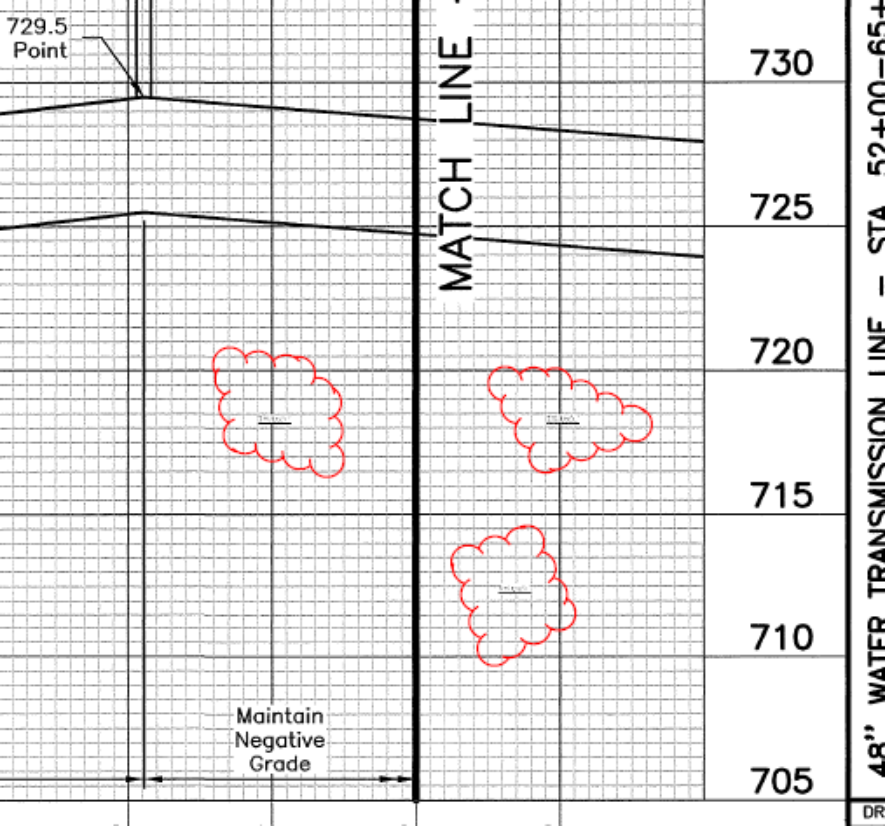 729.5
Point
MATCH LINE
730
725
720
715
710
705
Maintain
Negative
Grade
48" WATER TRANSMISSION LINE – STA. 52+00–65+
DR